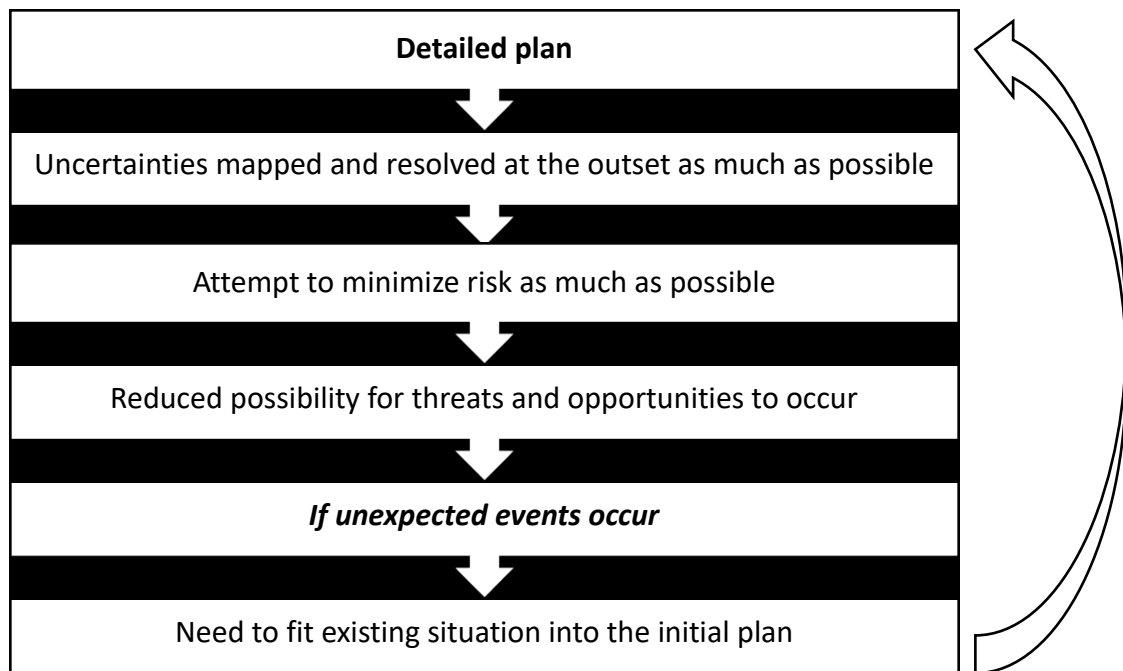 Detailed plan
Uncertainties mapped and resolved at the outset as much as possible
Attempt to minimize risk as much as possible
Reduced possibility for threats and opportunities to occur
If unexpected events occur
Need to fit existing situation into the initial plan